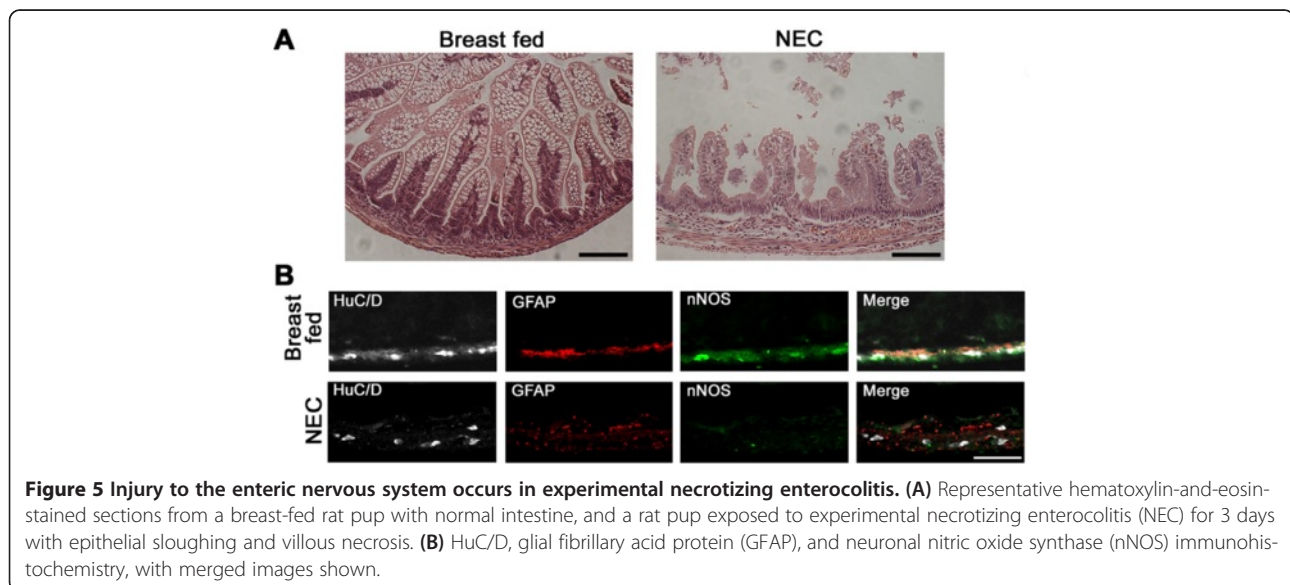 A
Breast fed
NEC
B
Breast fed
HuC/D
GFAP
nNOS
Merge
NEC
HuC/D
GFAP
nNOS
Merge
Figure 5 Injury to the enteric nervous system occurs in experimental necrotizing enterocolitis. (A) Representative hematoxylin-and-eosin-
stained sections from a breast-fed rat pup with normal intestine, and a rat pup exposed to experimental necrotizing enterocolitis (NEC) for 3 days
with epithelial sloughing and villous necrosis. (B) HuC/D, glial fibrillary acid protein (GFAP), and neuronal nitric oxide synthase (nNOS) immunohis-
tochemistry, with merged images shown.